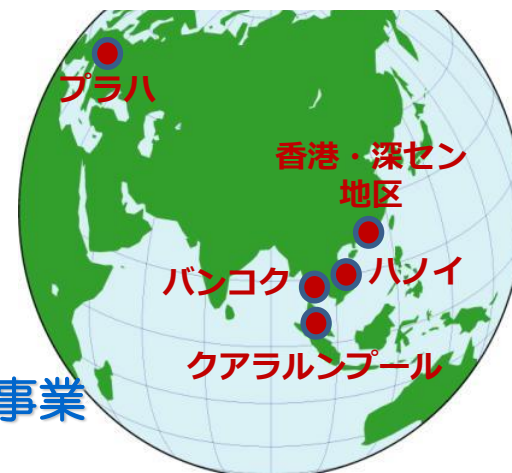 プラハ
香港・深セン
地区
バンコク
ハノイ
クアラルンプール
事業